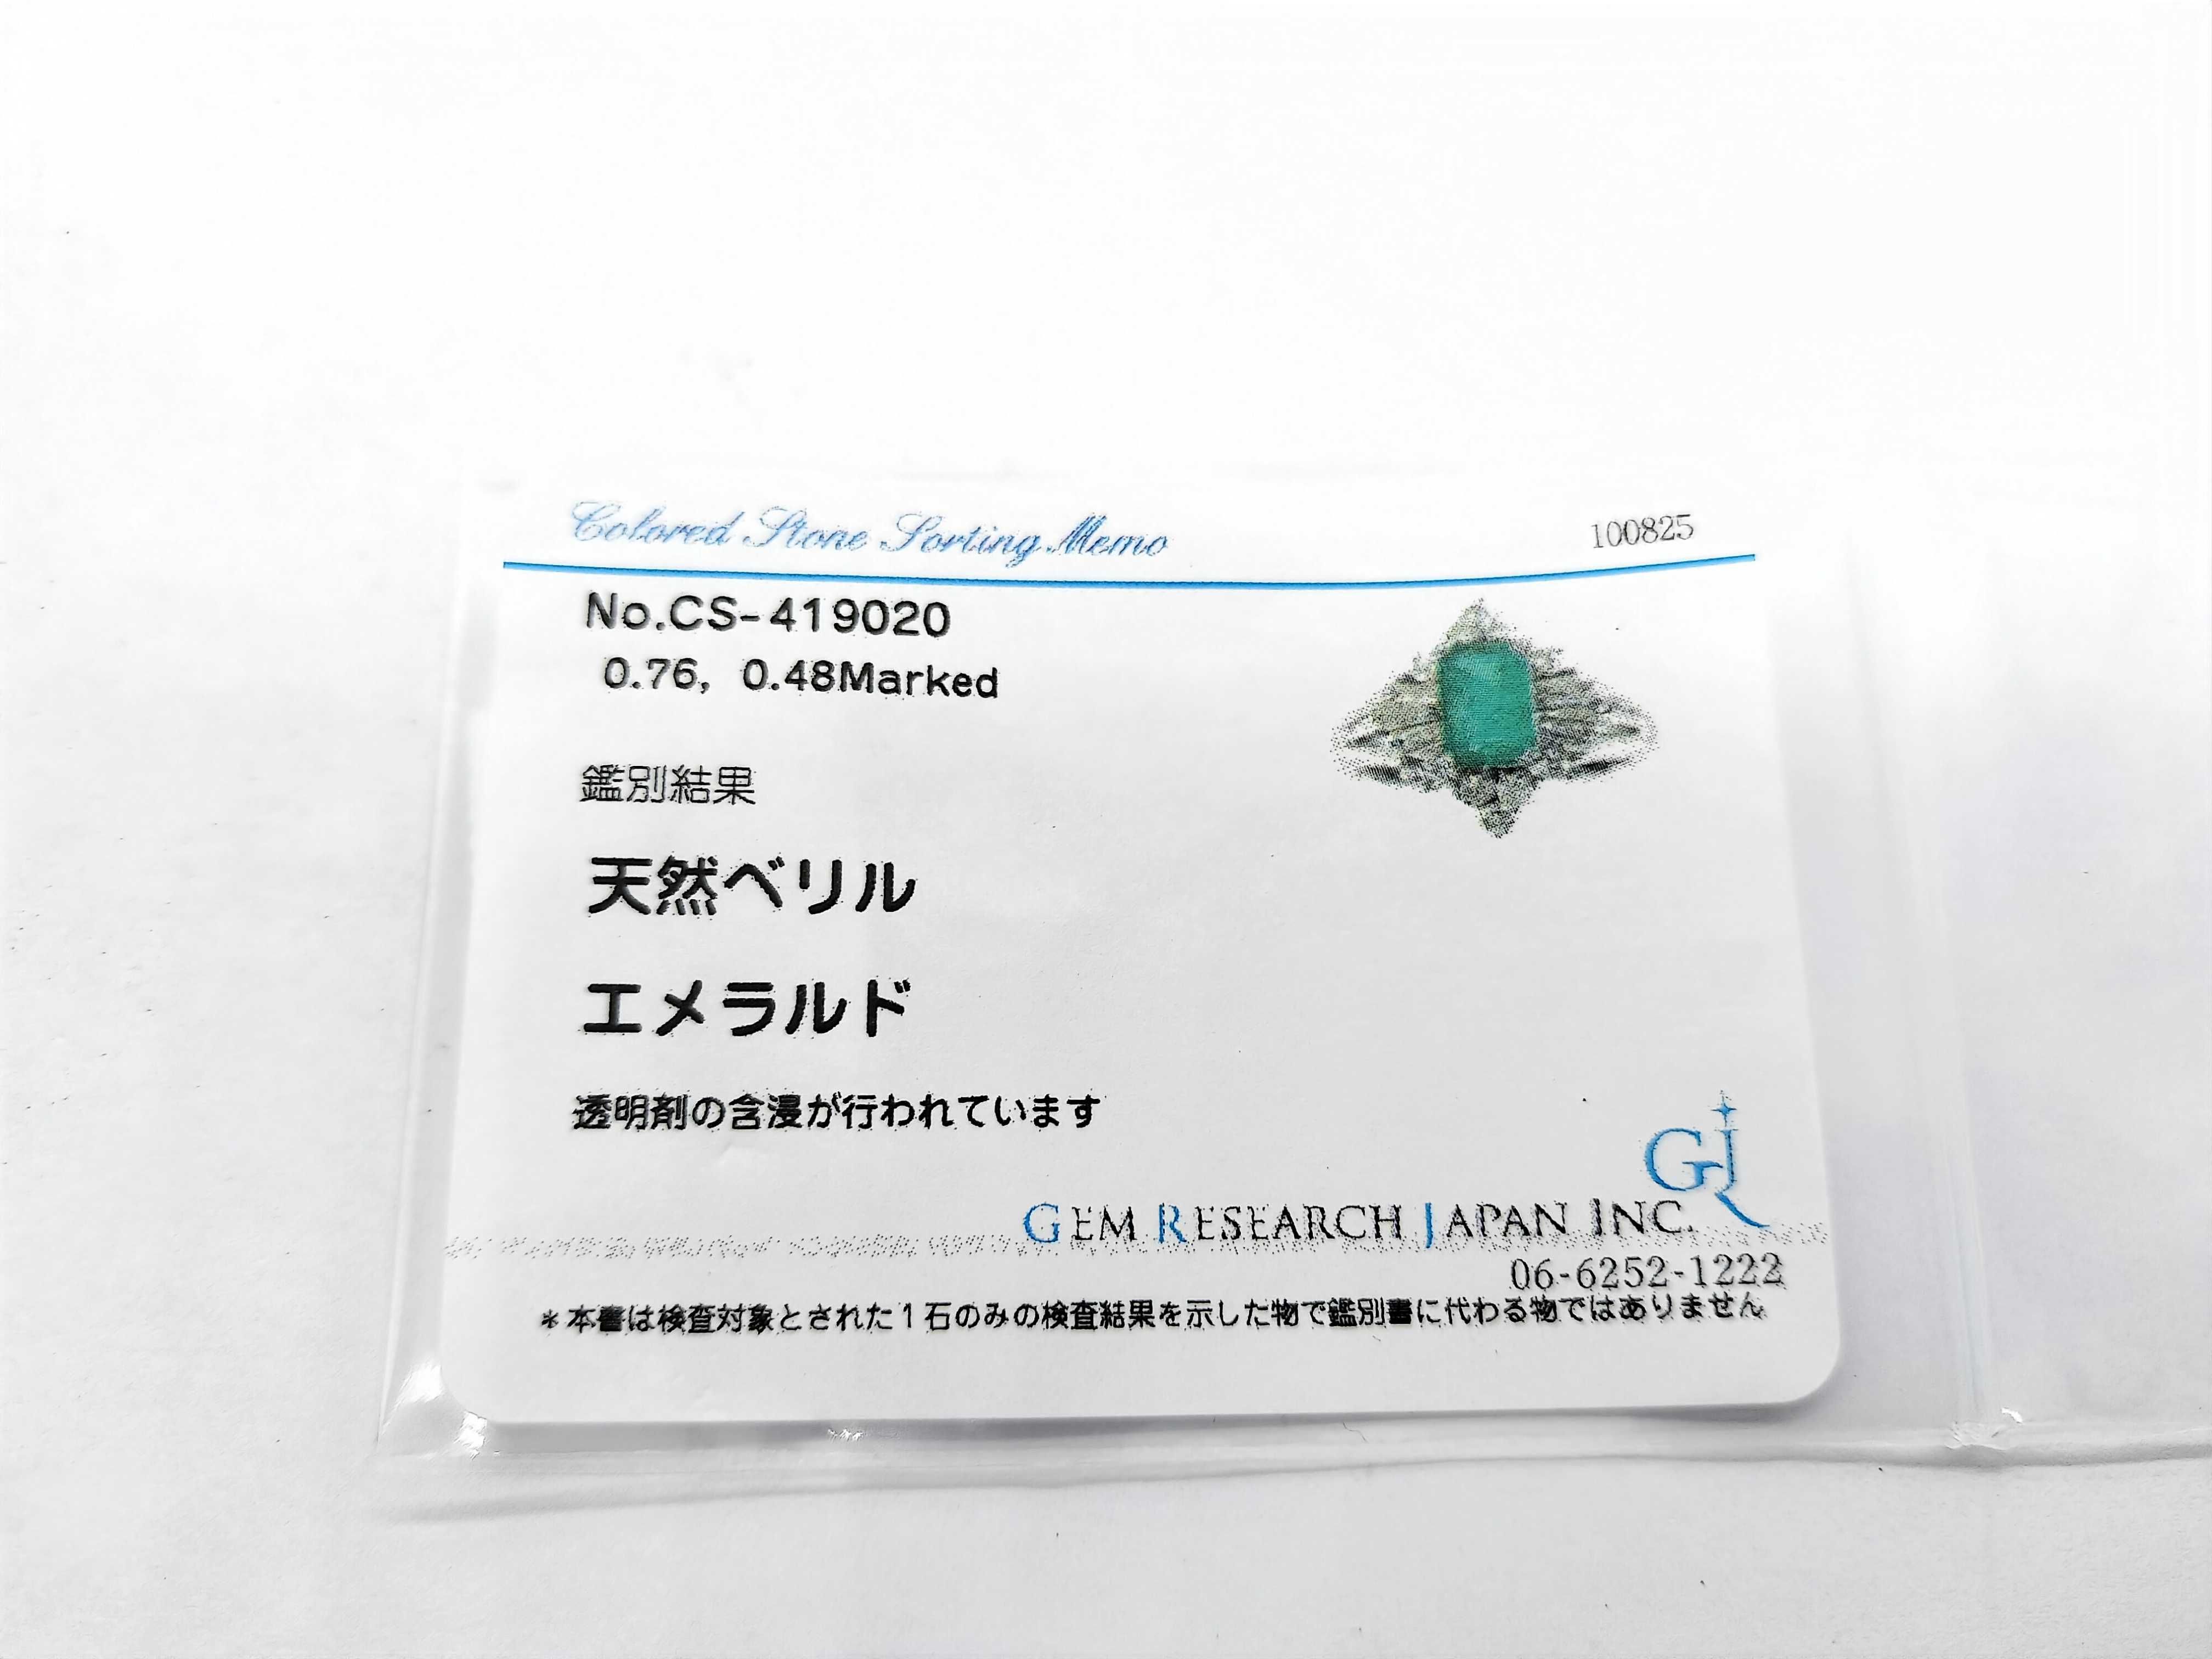 Colored Stone Sorting Memo
100825
No.CS-419020
0.76, 0.48Marked
鑑別結果
天然ベリル
エメラルド
透明剤の含浸が行われています
GJR
GEM RESEARCH JAPAN INC.
06-6252-1222
*本書は検査対象とされた1石のみの検査結果を示した物で鑑別書に代わる物ではありません